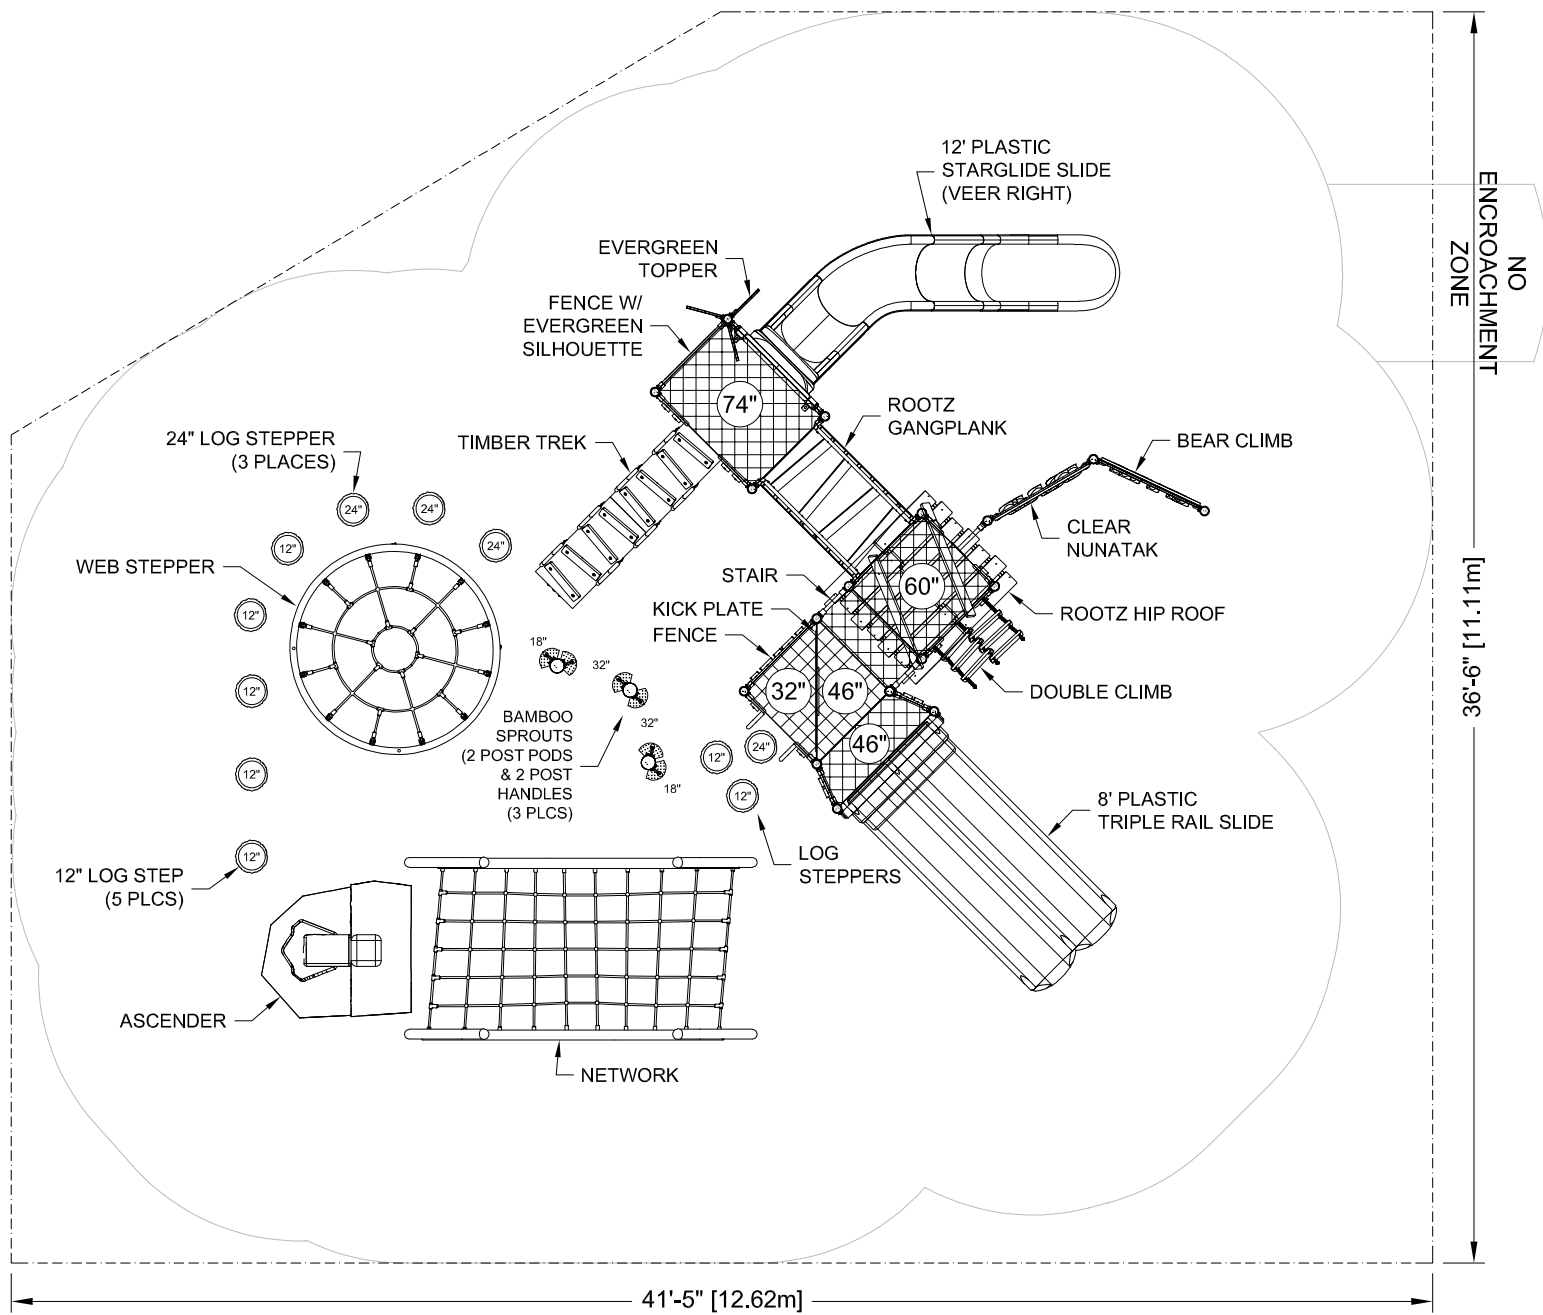 12' PLASTIC
STARGLIDE SLIDE
(VEER RIGHT)
NO
ENCROACHMENT
ZONE
EVERGREEN
TOPPER
FENCE W/
EVERGREEN
SILHOUETTE
74"
ROOTZ
GANGPLANK
BEAR CLIMB
24" LOG STEPPER
(3 PLACES)
TIMBER TREK
24"
24"
24"
12"
CLEAR
NUNATAK
WEB STEPPER
STAIR
60"
KICK PLATE
ROOTZ HIP ROOF
12"
FENCE
18"
32"
32"
46"
DOUBLE CLIMB
12"
36'-6" [11.11m]
BAMBOO
SPROUTS
(2 POST PODS
& 2 POST
HANDLES
(3 PLCS)
32"
18"
24"
46"
12"
12"
12"
8' PLASTIC
TRIPLE RAIL SLIDE
LOG
STEPPERS
12"
12" LOG STEP
(5 PLCS)
ASCENDER
NETWORK
41'-5" [12.62m]